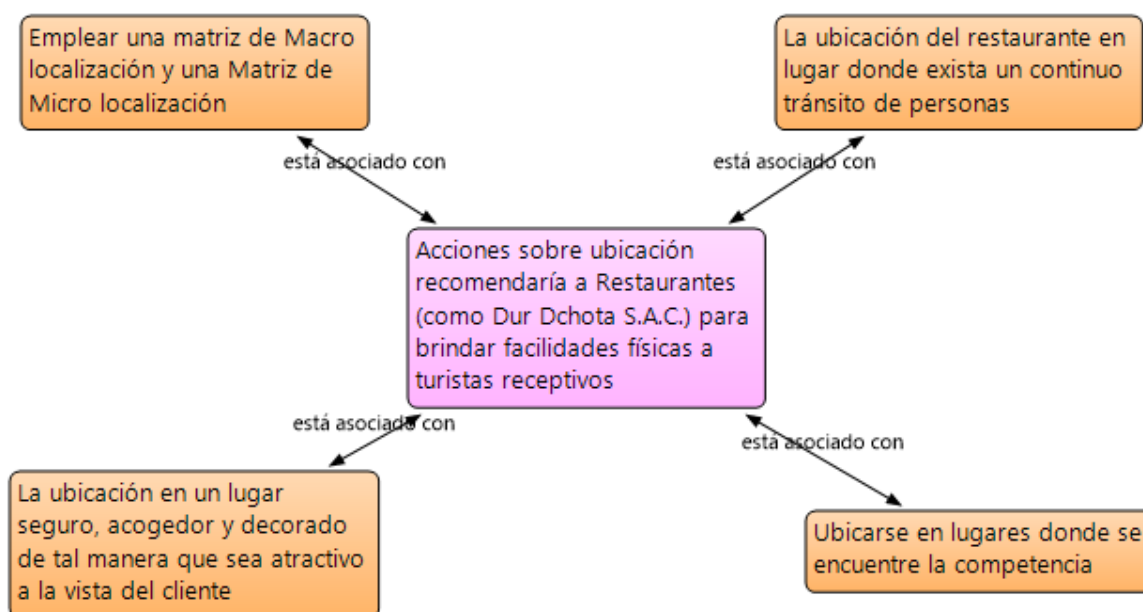 Emplear una matriz de Macro
localización y una Matriz de
Micro localización
La ubicación del restaurante en
lugar donde exista un continuo
tránsito de personas
está asociado con
está asociado con
Acciones sobre ubicación
recomendaría a Restaurantes
(como Dur Dchota S.A.C.) para
brindar facilidades físicas a
turistas receptivos
está asociado con
está asociado con
La ubicación en un lugar
seguro, acogedor y decorado
de tal manera que sea atractivo
a la vista del cliente
Ubicarse en lugares donde se
encuentre la competencia